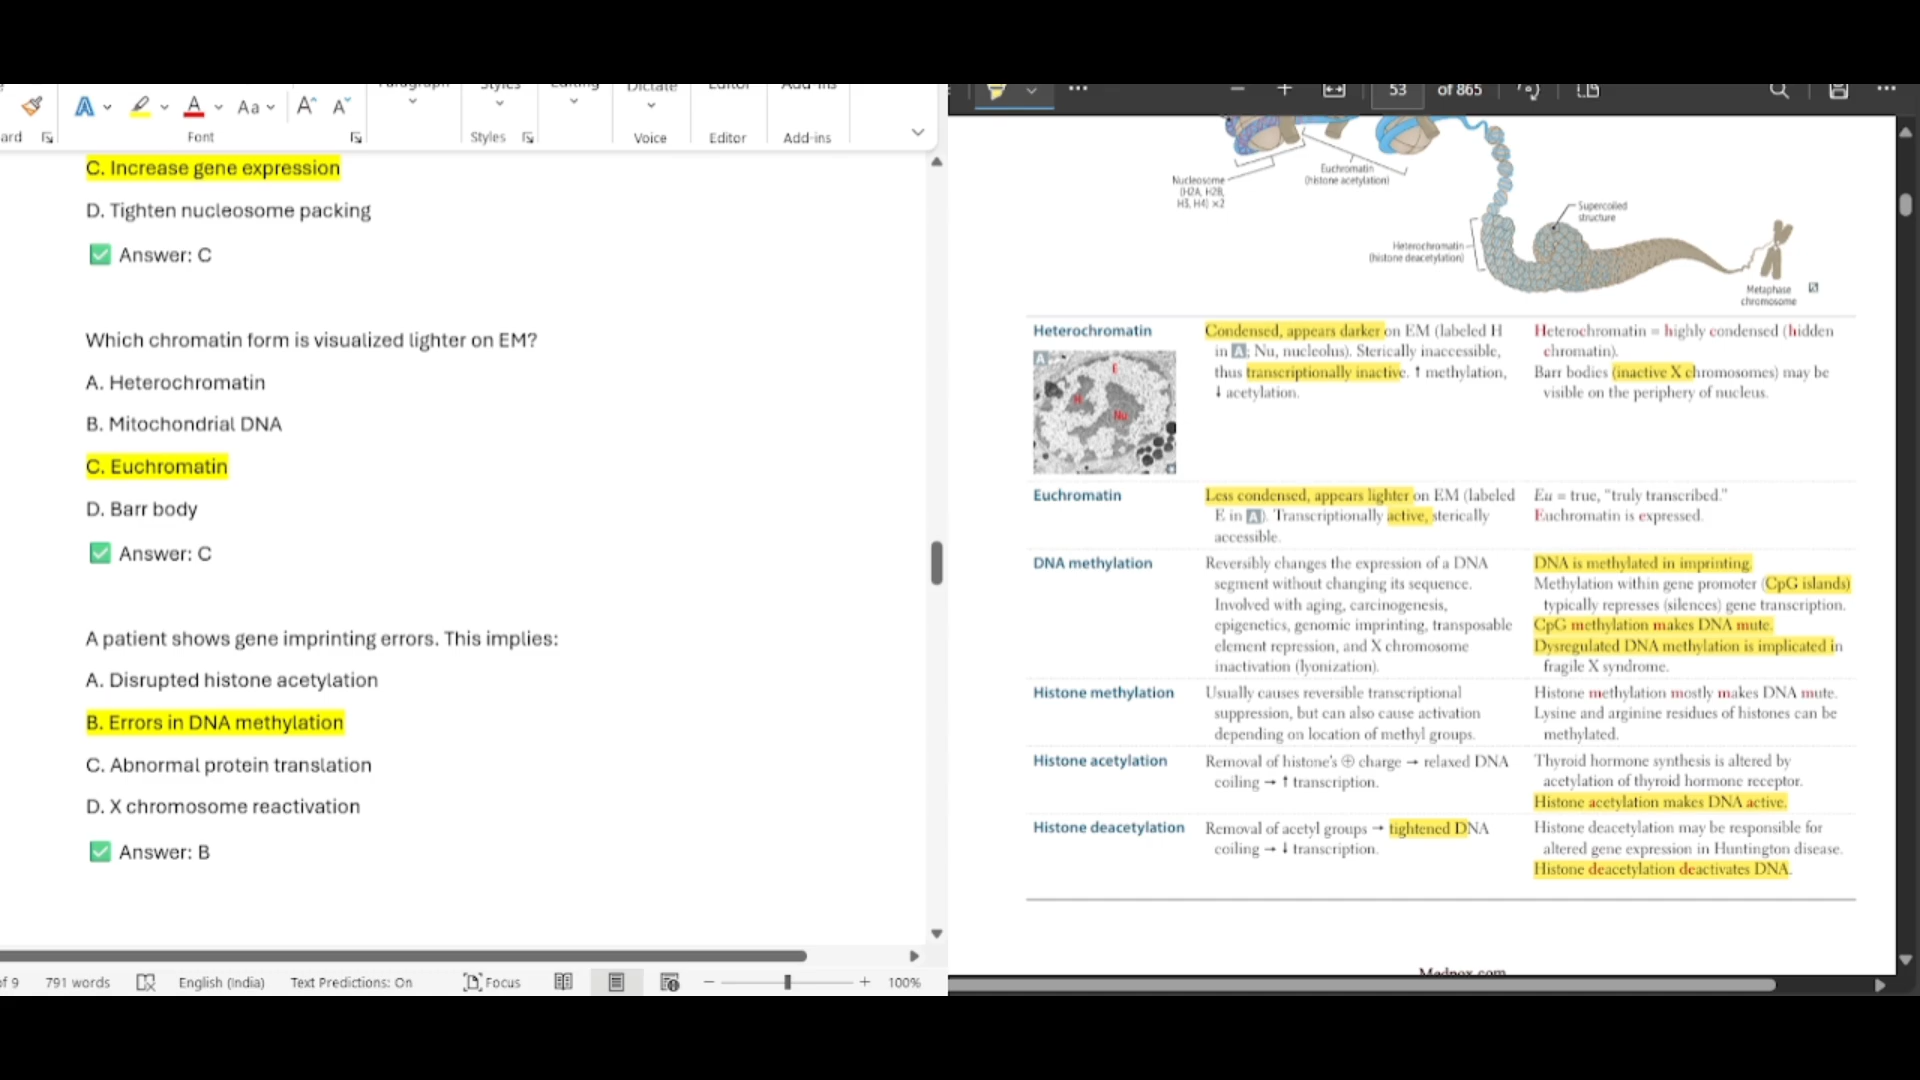 Dictate
ard
Font
Styles
Voice
Editor
Add-ins
Aa
C. Increase gene expression
D. Tighten nucleosome packing
Answer: C
Which chromatin form is visualized lighter on EM?
A. Heterochromatin
B. Mitochondrial DNA
C. Euchromatin
D. Barr body
Answer: C
A patient shows gene imprinting errors. This implies:
A. Disrupted histone acetylation
B. Errors in DNA methylation
C. Abnormal protein translation
D. X chromosome reactivation
Answer: B
of 9
791 words
English (India)
Text Predictions: On
Focus
100%
53
of 865
Nucleosome
(H2A, H2B,
H3, H4) ×2
Euchromatin
(histone acetylation)
Supercoiled
structure
Heterochromatin
(histone deacetylation)
Metaphase
chromosome
Heterochromatin
A
E
H
Nu
Condensed, appears darker on EM (labeled H
in A; Nu, nucleolus). Sterically inaccessible,
thus transcriptionally inactive. ↑ methylation,
↓ acetylation.
Heterochromatin = highly condensed (hidden
chromatin).
Barr bodies (inactive X chromosomes) may be
visible on the periphery of nucleus.
Euchromatin
Less condensed, appears lighter on EM (labeled
E in A). Transcriptionally active, sterically
accessible.
Eu = true, "truly transcribed."
Euchromatin is expressed.
DNA methylation
Reversibly changes the expression of a DNA
segment without changing its sequence.
Involved with aging, carcinogenesis,
epigenetics, genomic imprinting, transposable
element repression, and X chromosome
inactivation (lyonization).
DNA is methylated in imprinting.
Methylation within gene promoter (CpG islands)
typically represses (silences) gene transcription.
CpG methylation makes DNA mute.
Dysregulated DNA methylation is implicated in
fragile X syndrome.
Histone methylation
Usually causes reversible transcriptional
suppression, but can also cause activation
depending on location of methyl groups.
Histone methylation mostly makes DNA mute.
Lysine and arginine residues of histones can be
methylated.
Histone acetylation
Removal of histone's ⊕ charge → relaxed DNA
coiling → ↑ transcription.
Thyroid hormone synthesis is altered by
acetylation of thyroid hormone receptor.
Histone acetylation makes DNA active.
Histone deacetylation
Removal of acetyl groups → tightened DNA
coiling → ↓ transcription.
Histone deacetylation may be responsible for
altered gene expression in Huntington disease.
Histone deacetylation deactivates DNA.